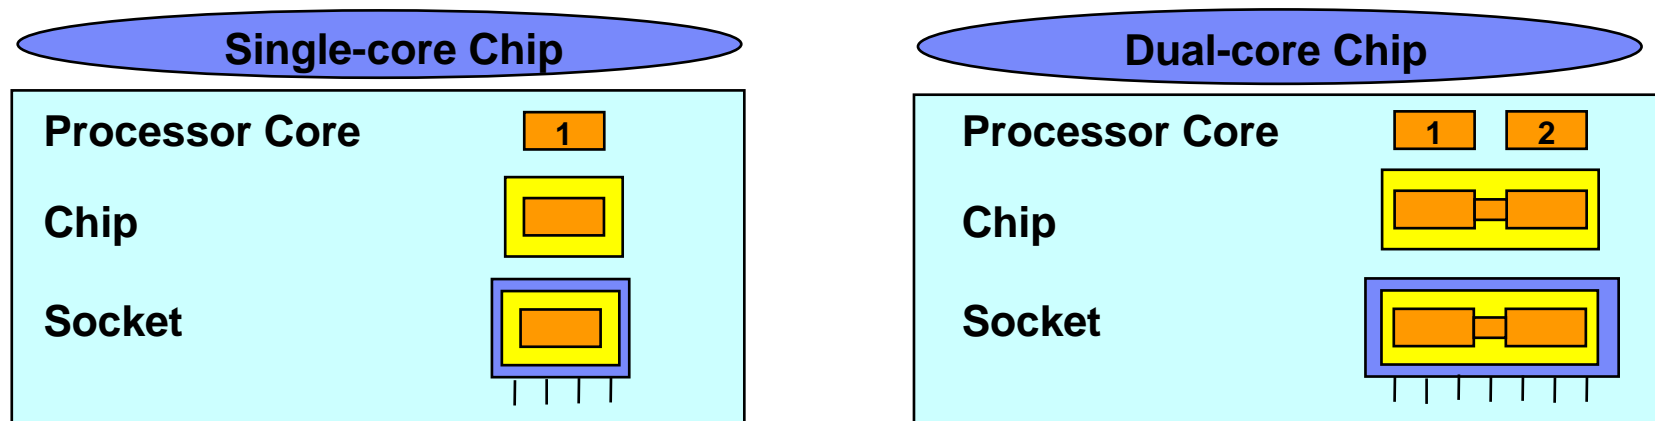 Single-core Chip
Processor Core
1
Chip
Socket
Dual-core Chip
Processor Core
1 2
Chip
Socket